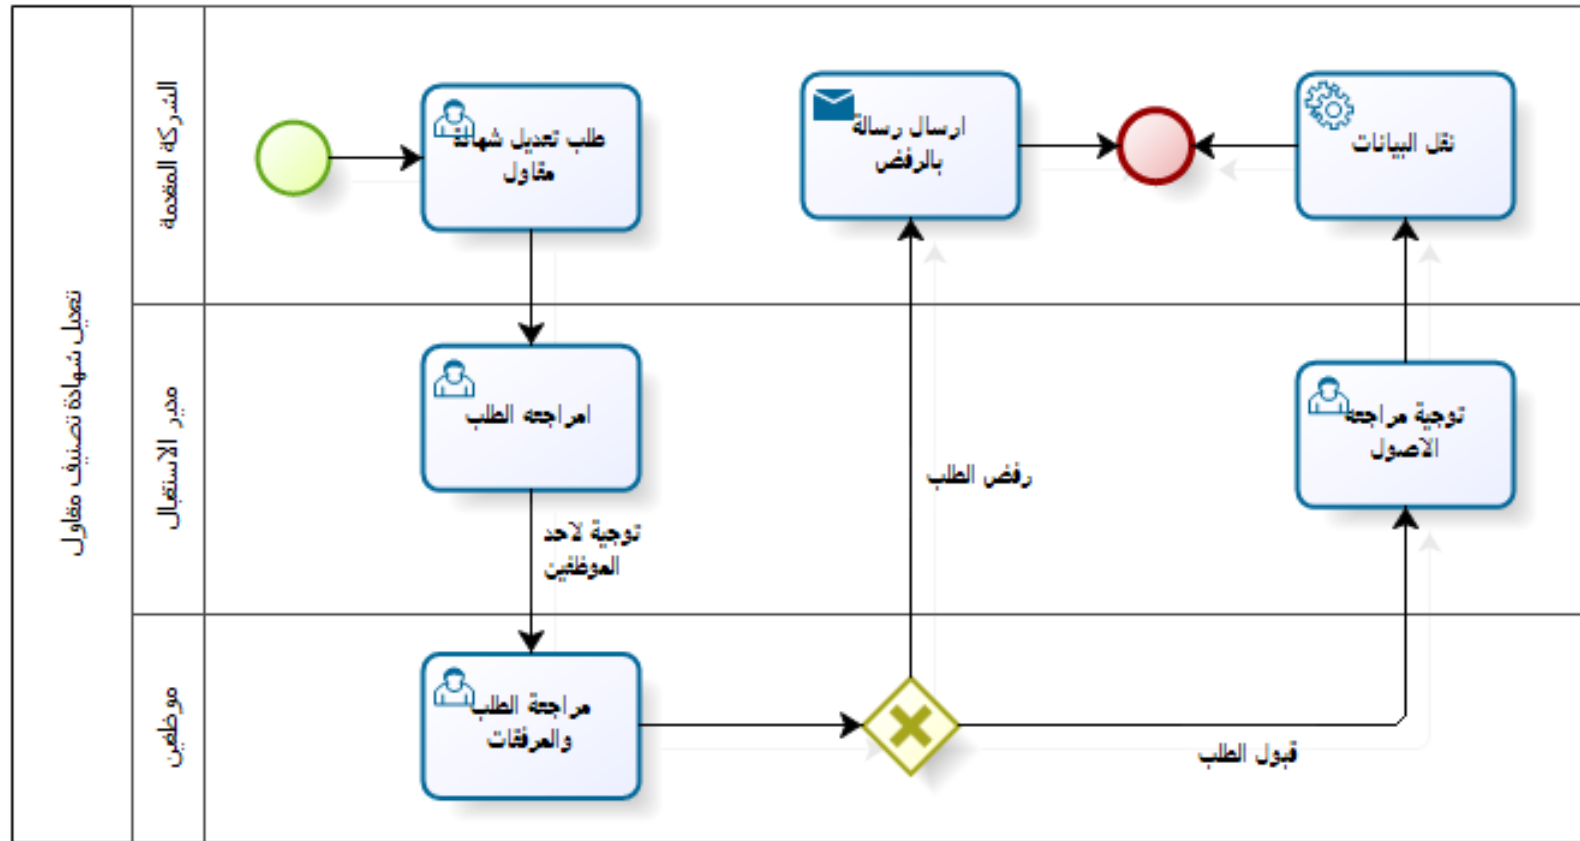 تعديل شهادة تصنيف مقاول
الشركة المقدمة
طلب تعديل شهادة
مقاول
ارسال رسالة
بالرفض
نقل البيانات
مدير الاستقبال
امراجعه الطلب
توجية لاحد
الموظفين
رفض الطلب
توجية مراجعه
الاصول
موظفين
مراجعة الطلب
والمرفقات
قبول الطلب